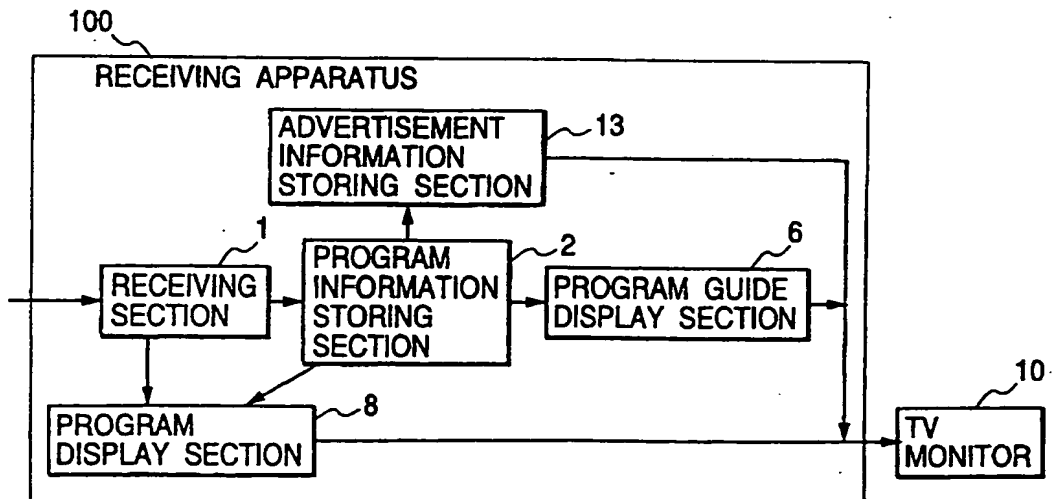 100
RECEIVING APPARATUS
ADVERTISEMENT
INFORMATION
STORING SECTION
13
1
RECEIVING
SECTION
2
PROGRAM
INFORMATION
STORING
SECTION
6
PROGRAM GUIDE
DISPLAY SECTION
8
PROGRAM
DISPLAY SECTION
10
TV
MONITOR